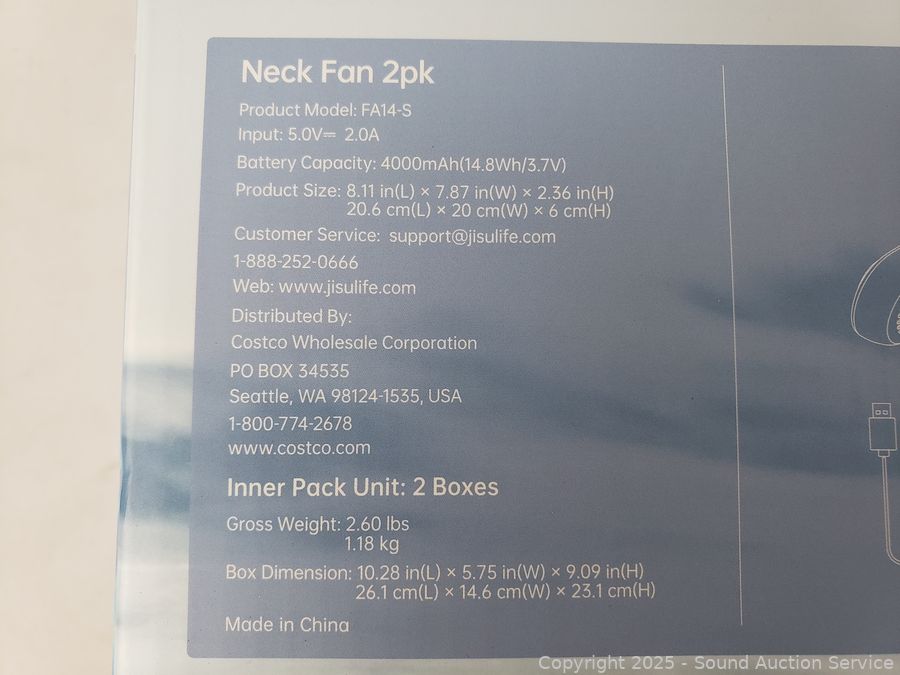 Neck Fan 2pk
Product Model: FA14-S
Input: 5.0V⎓ 2.0A
Battery Capacity: 4000mAh(14.8Wh/3.7V)
Product Size: 8.11 in(L) × 7.87 in(W) × 2.36 in(H)
20.6 cm(L) × 20 cm(W) × 6 cm(H)
Customer Service: support@jisulife.com
1-888-252-0666
Web: www.jisulife.com
Distributed By:
Costco Wholesale Corporation
PO BOX 34535
Seattle, WA 98124-1535, USA
1-800-774-2678
www.costco.com
Inner Pack Unit: 2 Boxes
Gross Weight: 2.60 lbs
1.18 kg
Box Dimension: 10.28 in(L) × 5.75 in(W) × 9.09 in(H)
26.1 cm(L) × 14.6 cm(W) × 23.1 cm(H)
Made in China
Copyright 2025 - Sound Auction Service